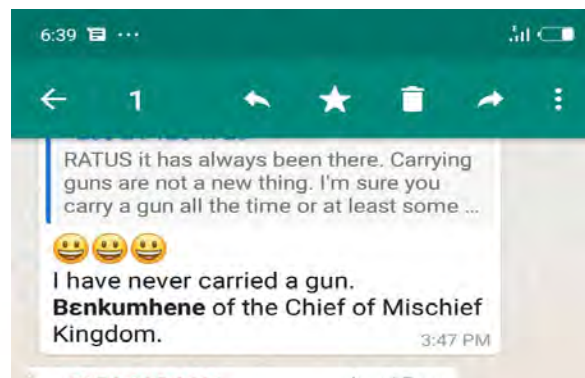 6:39 ...
1
RATUS it has always been there. Carrying
guns are not a new thing. I'm sure you
carry a gun all the time or at least some ...
😀😀😀
I have never carried a gun.
Bɛnkumhene of the Chief of Mischief
Kingdom.
3:47 PM